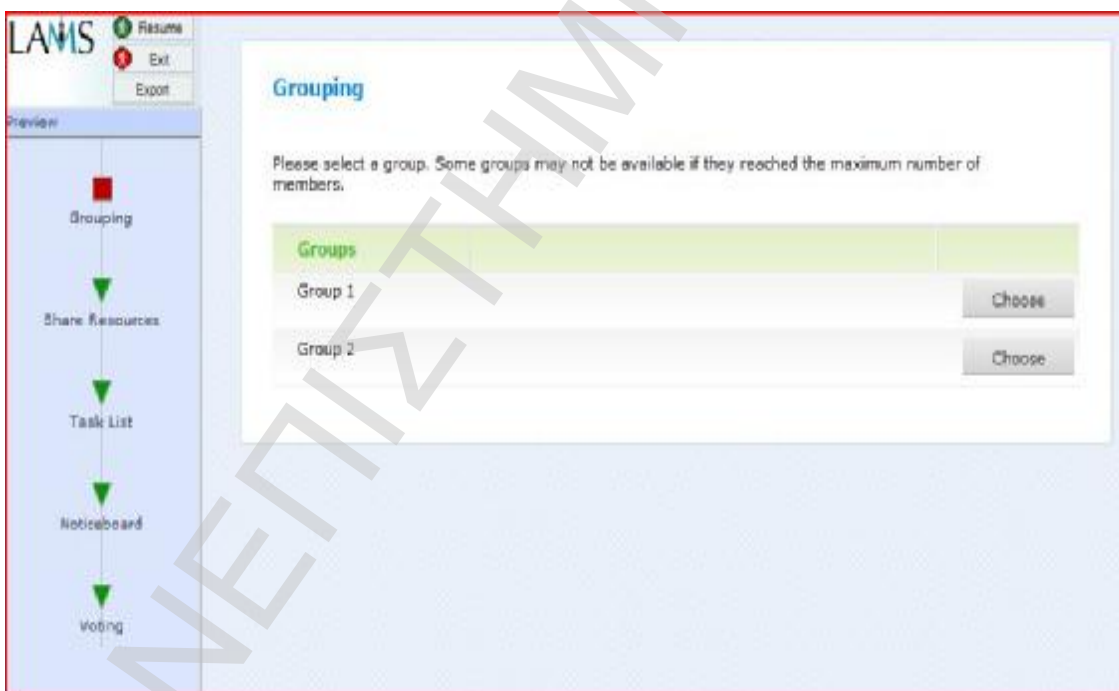 LAMS
Resume
Exit
Export
Preview
Grouping
Share Resources
Task List
Noticeboard
Voting
Grouping
Please select a group. Some groups may not be available if they reached the maximum number of
members.
Groups
Group 1
Choose
Group 2
Choose
ΝΕΠΙΣΤΗΜ